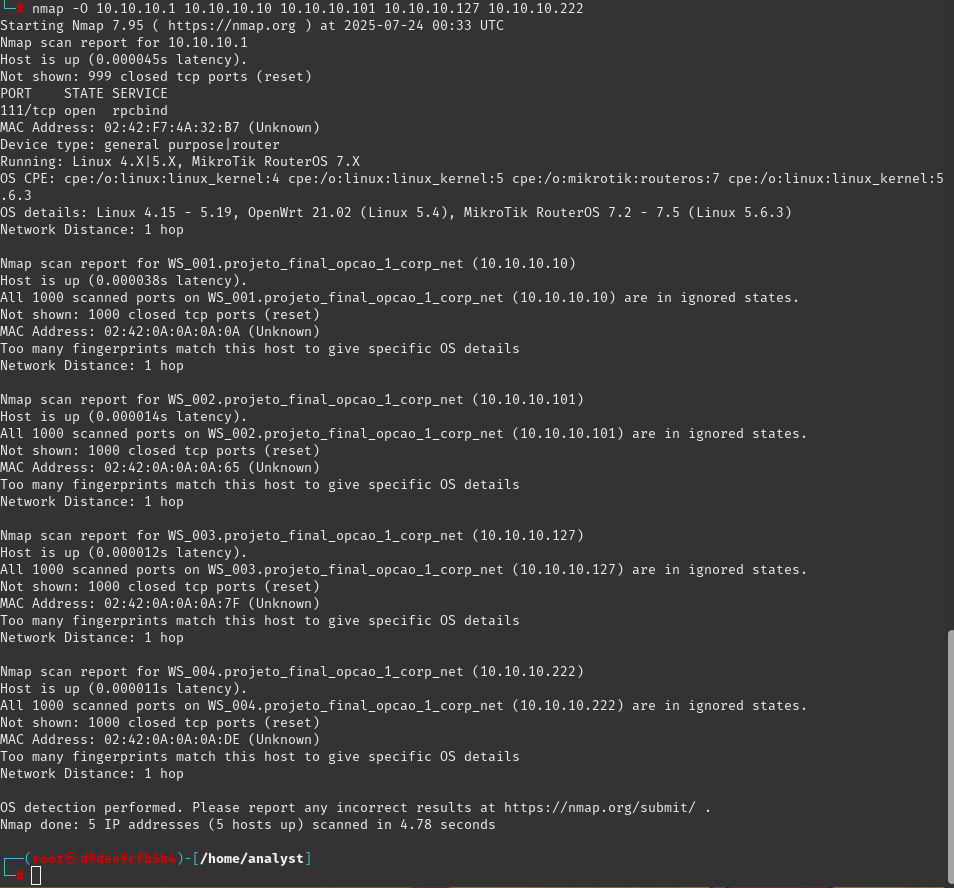 └─# nmap -O 10.10.10.1 10.10.10.10 10.10.10.101 10.10.10.127 10.10.10.222
Starting Nmap 7.95 ( https://nmap.org ) at 2025-07-24 00:33 UTC
Nmap scan report for 10.10.10.1
Host is up (0.000045s latency).
Not shown: 999 closed tcp ports (reset)
PORT    STATE SERVICE
111/tcp open  rpcbind
MAC Address: 02:42:F7:4A:32:B7 (Unknown)
Device type: general purpose|router
Running: Linux 4.X|5.X, MikroTik RouterOS 7.X
OS CPE: cpe:/o:linux:linux_kernel:4 cpe:/o:linux:linux_kernel:5 cpe:/o:mikrotik:routeros:7 cpe:/o:linux:linux_kernel:5
.6.3
OS details: Linux 4.15 - 5.19, OpenWrt 21.02 (Linux 5.4), MikroTik RouterOS 7.2 - 7.5 (Linux 5.6.3)
Network Distance: 1 hop

Nmap scan report for WS_001.projeto_final_opcao_1_corp_net (10.10.10.10)
Host is up (0.000038s latency).
All 1000 scanned ports on WS_001.projeto_final_opcao_1_corp_net (10.10.10.10) are in ignored states.
Not shown: 1000 closed tcp ports (reset)
MAC Address: 02:42:0A:0A:0A:0A (Unknown)
Too many fingerprints match this host to give specific OS details
Network Distance: 1 hop

Nmap scan report for WS_002.projeto_final_opcao_1_corp_net (10.10.10.101)
Host is up (0.000014s latency).
All 1000 scanned ports on WS_002.projeto_final_opcao_1_corp_net (10.10.10.101) are in ignored states.
Not shown: 1000 closed tcp ports (reset)
MAC Address: 02:42:0A:0A:0A:65 (Unknown)
Too many fingerprints match this host to give specific OS details
Network Distance: 1 hop

Nmap scan report for WS_003.projeto_final_opcao_1_corp_net (10.10.10.127)
Host is up (0.000012s latency).
All 1000 scanned ports on WS_003.projeto_final_opcao_1_corp_net (10.10.10.127) are in ignored states.
Not shown: 1000 closed tcp ports (reset)
MAC Address: 02:42:0A:0A:0A:7F (Unknown)
Too many fingerprints match this host to give specific OS details
Network Distance: 1 hop

Nmap scan report for WS_004.projeto_final_opcao_1_corp_net (10.10.10.222)
Host is up (0.000011s latency).
All 1000 scanned ports on WS_004.projeto_final_opcao_1_corp_net (10.10.10.222) are in ignored states.
Not shown: 1000 closed tcp ports (reset)
MAC Address: 02:42:0A:0A:0A:DE (Unknown)
Too many fingerprints match this host to give specific OS details
Network Distance: 1 hop

OS detection performed. Please report any incorrect results at https://nmap.org/submit/ .
Nmap done: 5 IP addresses (5 hosts up) scanned in 4.78 seconds

┌──(root㉿d9dee9cfb5b4)-[/home/analyst]
└─#